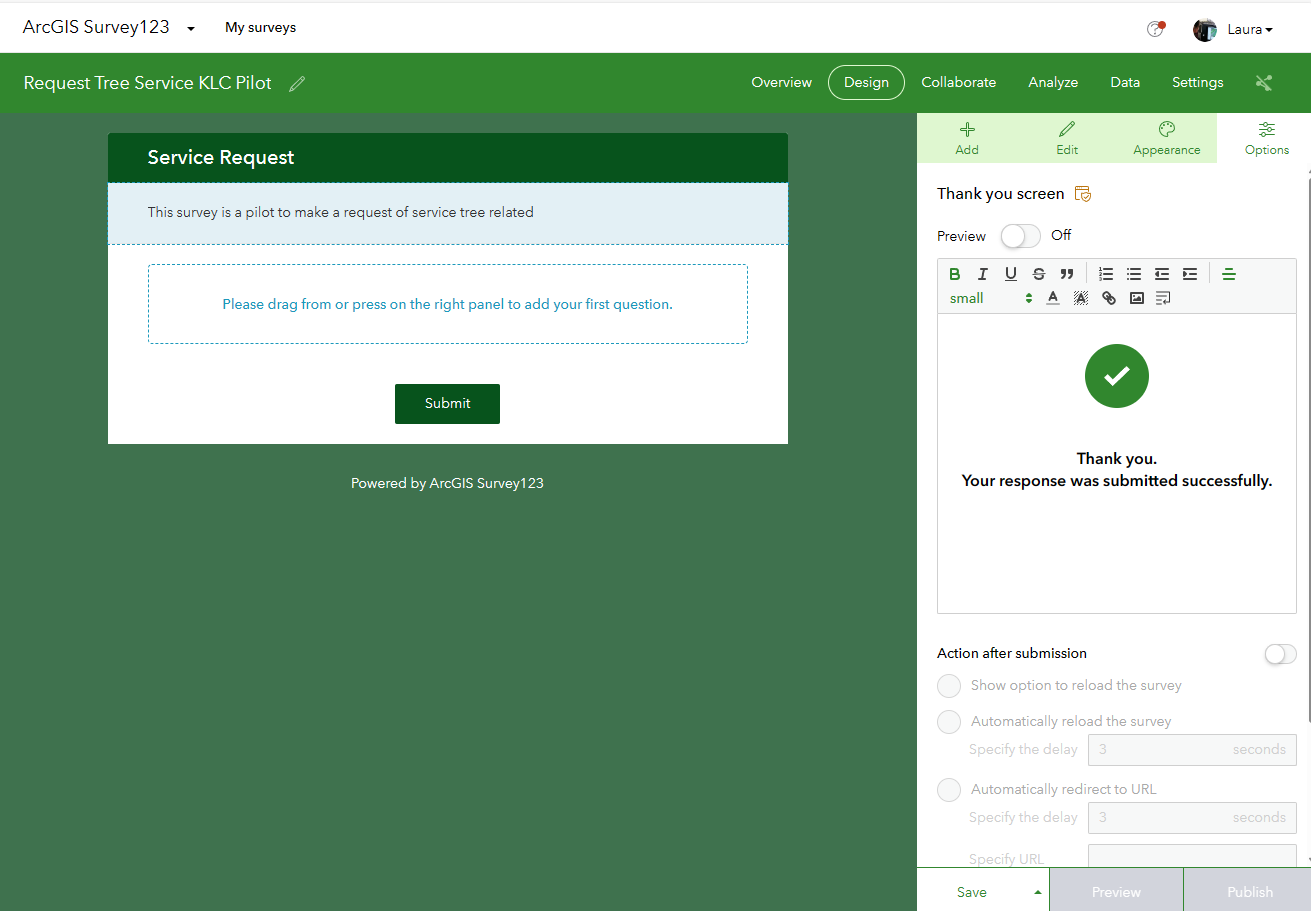 ArcGIS Survey123
My surveys
Laura
Request Tree Service KLC Pilot
Overview
Design
Collaborate
Analyze
Data
Settings
Service Request
This survey is a pilot to make a request of service tree related
Please drag from or press on the right panel to add your first question.
Submit
Powered by ArcGIS Survey123
Add
Edit
Appearance
Options
Thank you screen
Preview
Off
B I U S
small
Thank you.
Your response was submitted successfully.
Action after submission
Show option to reload the survey
Automatically reload the survey
Specify the delay 3 seconds
Automatically redirect to URL
Specify the delay 3 seconds
Specify URL
Save
Preview
Publish